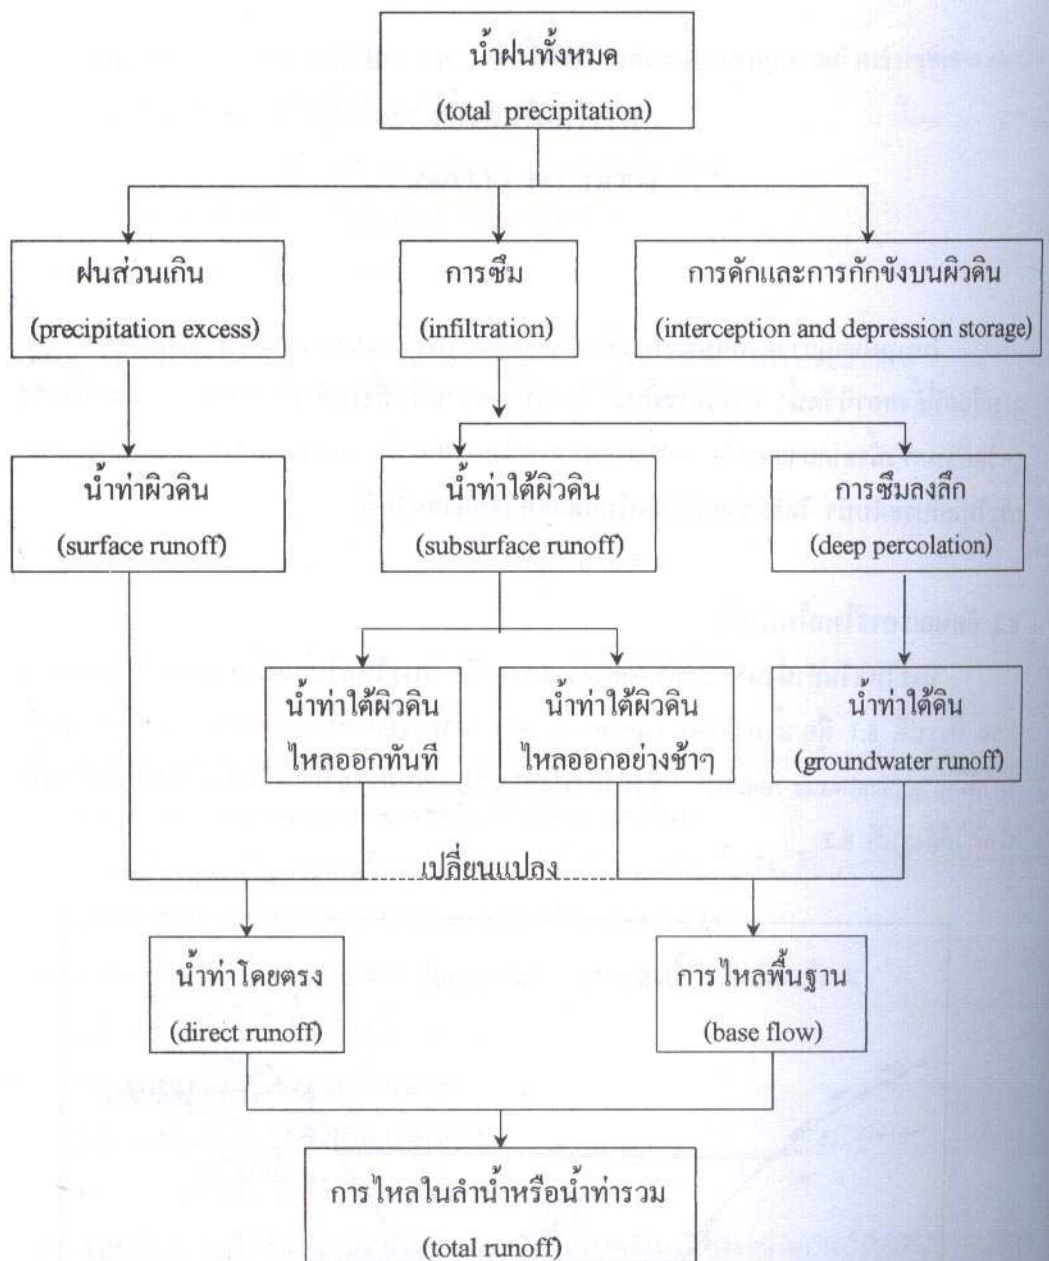 น้ำฝนทั้งหมด
(total precipitation)
ฝนส่วนเกิน
(precipitation excess)
การซึม
(infiltration)
การดักและการกักขังบนผิวดิน
(interception and depression storage)
น้ำท่าผิวดิน
(surface runoff)
น้ำท่าใต้ผิวดิน
(subsurface runoff)
การซึมลงลึก
(deep percolation)
น้ำท่าใต้ผิวดิน
ไหลออกทันที
น้ำท่าใต้ผิวดิน
ไหลออกอย่างช้าๆ
น้ำท่าใต้ดิน
(groundwater runoff)
เปลี่ยนแปลง
น้ำท่าโดยตรง
(direct runoff)
การไหลพื้นฐาน
(base flow)
การไหลในลำน้ำหรือน้ำท่ารวม
(total runoff)